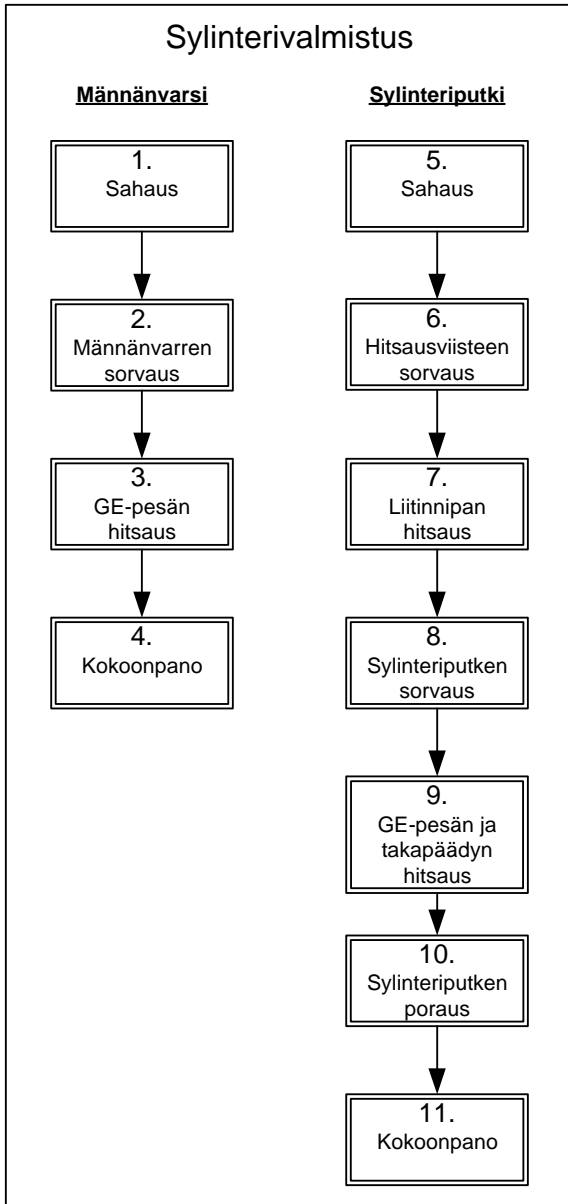 Sylinterivalmistus
Männänvarsi
1.
Sahaus
2.
Männänvarren
sorvaus
3.
GE-pesän
hitsaus
4.
Kokoonpano
Sylinteriputki
5.
Sahaus
6.
Hitsausviisteen
sorvaus
7.
Liitinnipan
hitsaus
8.
Sylinteriputken
sorvaus
9.
GE-pesän ja
takapäädyn
hitsaus
10.
Sylinteriputken
poraus
11.
Kokoonpano